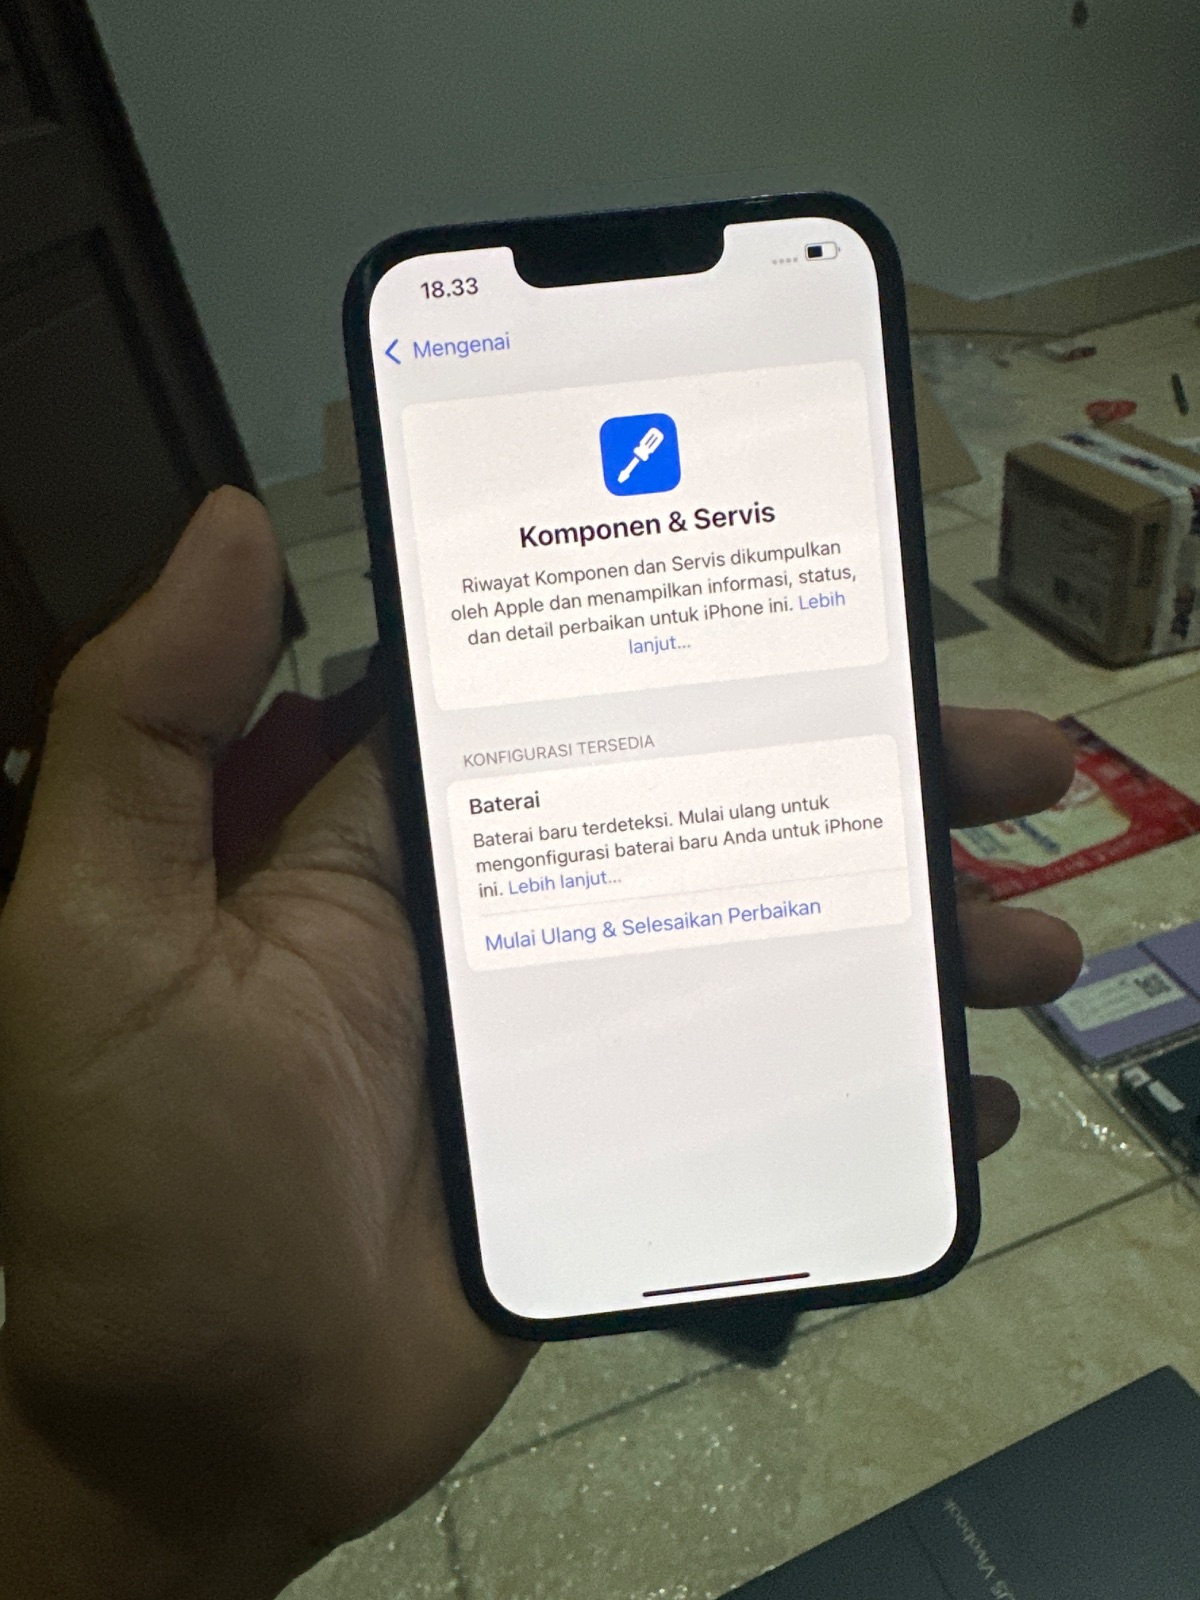 18.33
Mengenai
Komponen & Servis
Riwayat Komponen dan Servis dikumpulkan
oleh Apple dan menampilkan informasi, status,
dan detail perbaikan untuk iPhone ini. Lebih
lanjut...
KONFIGURASI TERSEDIA
Baterai
Baterai baru terdeteksi. Mulai ulang untuk
mengonfigurasi baterai baru Anda untuk iPhone
ini. Lebih lanjut...
Mulai Ulang & Selesaikan Perbaikan
Vivobook